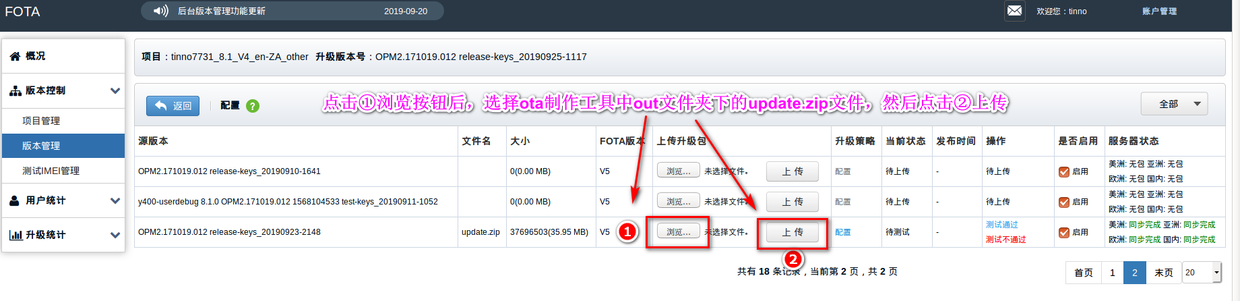 FOTA
后台版本管理功能更新 2019-09-20
欢迎您：tinno
账户管理
概况
版本控制
项目管理
版本管理
测试IMEI管理
用户统计
升级统计
项目：tinno7731_8.1_V4_en-ZA_other 升级版本号：OPM2.171019.012 release-keys_20190925-1117
返回 配置 ?
点击①浏览按钮后，选择ota制作工具中out文件夹下的update.zip文件，然后点击②上传
全部
源版本 文件名 大小 FOTA版本 上传升级包 升级策略 当前状态 发布时间 操作 是否启用 服务器状态
OPM2.171019.012 release-keys_20190910-1641 0(0.00 MB) V5 浏览... 未选择文件。 上 传 配置 待上传 - 待上传 启用 美洲: 无包 亚洲: 无包
欧洲: 无包 国内: 无包
y400-userdebug 8.1.0 OPM2.171019.012 1568104533 test-keys_20190911-1052 0(0.00 MB) V5 浏览... 未选择文件。 上 传 配置 待上传 - 待上传 启用 美洲: 无包 亚洲: 无包
欧洲: 无包 国内: 无包
OPM2.171019.012 release-keys_20190923-2148 update.zip 37696503(35.95 MB) V5 1 浏览... 未选择文件。 上 传 配置 待测试 - 测试通过 启用 美洲: 同步完成 亚洲: 同步完成
测试不通过 欧洲: 同步完成 国内: 同步完成
2
共有 18 条记录，当前第 2 页，共 2 页
首页 1 2 末页 20